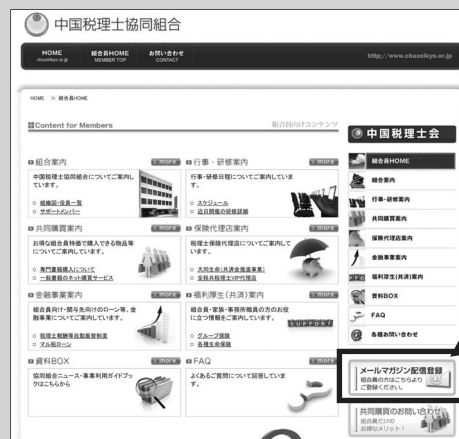 中国税理士協同組合
HOME
chuzeikyo.or.jp
組合員HOME
MEMBER TOP
お問い合わせ
CONTACT
http://www.chuzeikyo.or.jp
HOME ≫ 組合員HOME
Content for Members
組合員向けコンテンツ
組合案内
more
中国税理士協同組合についてご案内しています。
組織図・役員一覧
サポートメンバー
行事・研修案内
more
行事・研修日程についてご案内しています。
スケジュール
近日開催の研修詳細
共同購買案内
more
お得な組合員特価で購入できる物品等についてご案内しています。
専門書籍購入について
一般書籍のネット購買サービス
保険代理店案内
more
税理士保険代理店についてご案内しています。
大同生命(共済会推進事業)
全税共税理士VIP代理店
金融事業案内
more
組合員向け・関与先向けのローン等、金融事業についてご案内しています。
税理士報酬等自動振替制度
マル税ローン
福利厚生(共済)案内
more
組合員・家族・事務所職員の方のお役に立つ情報をご案内しています。
グループ保険
各種生命保険
SUPPORT
資料BOX
more
協同組合ニュース・事業利用ガイドブックはこちらから
FAQ
more
よくあるご質問について回答しています。
中国税理士会
組合員HOME
組合案内
行事・研修案内
共同購買案内
保険代理店案内
金融事業案内
福利厚生(共済)案内
資料BOX
FAQ
各種お問い合わせ
メールマガジン配信登録
組合員の方はこちらより
ご登録ください。
共同購買のお問い合わせ
組合員だけの
お得なメリット!